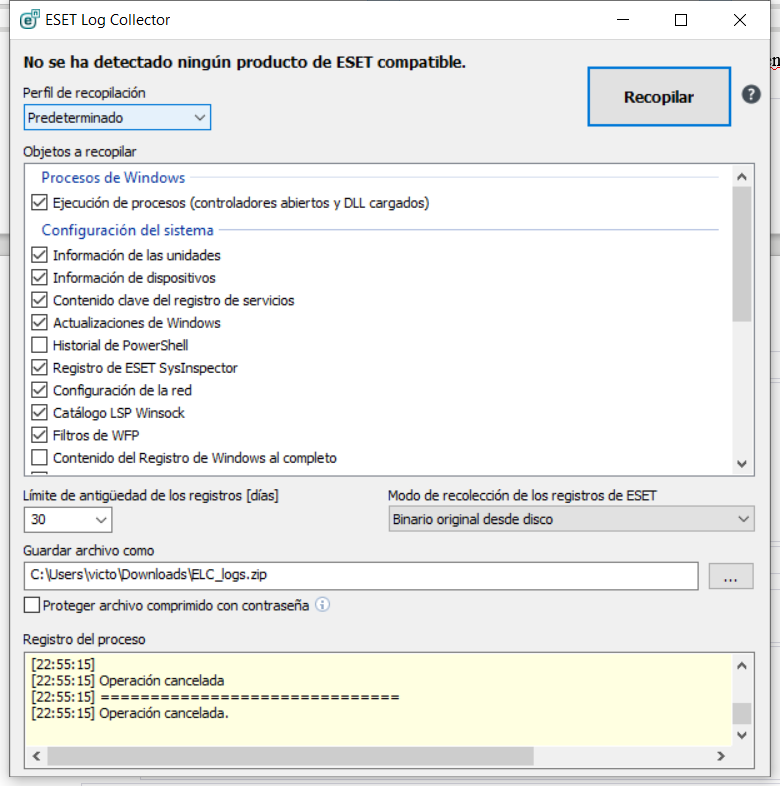 ESET Log Collector
No se ha detectado ningún producto de ESET compatible.
Perfil de recopilación
Predeterminado
Recopilar
?
Objetos a recopilar
Procesos de Windows
Ejecución de procesos (controladores abiertos y DLL cargados)
Configuración del sistema
Información de las unidades
Información de dispositivos
Contenido clave del registro de servicios
Actualizaciones de Windows
Historial de PowerShell
Registro de ESET SysInspector
Configuración de la red
Catálogo LSP Winsock
Filtros de WFP
Contenido del Registro de Windows al completo
Límite de antigüedad de los registros [días]
30
Modo de recolección de los registros de ESET
Binario original desde disco
Guardar archivo como
C:\Users\victo\Downloads\ELC_logs.zip
...
Proteger archivo comprimido con contraseña
Registro del proceso
[22:55:15]
[22:55:15] Operación cancelada
[22:55:15] ==============================
[22:55:15] Operación cancelada.